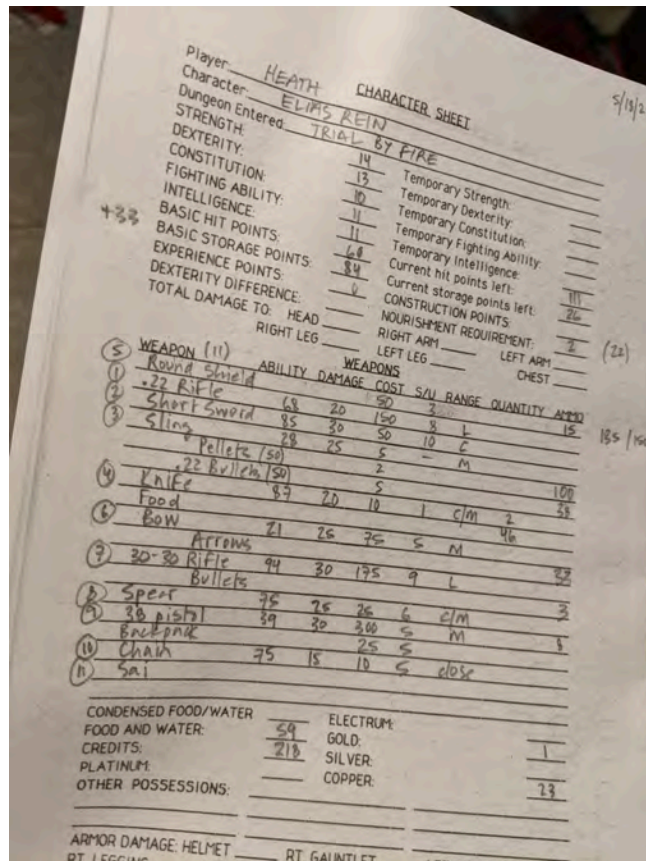 CHARACTER SHEET
5/13/2
Player: HEATH
Character: ELIAS REIN
Dungeon Entered: TRIAL BY FIRE
STRENGTH: 14 Temporary Strength:
DEXTERITY: 13 Temporary Dexterity:
CONSTITUTION: 10 Temporary Constitution:
FIGHTING ABILITY: 11 Temporary Fighting Ability:
INTELLIGENCE: 11 Temporary Intelligence:
+33 BASIC HIT POINTS: 60 Current hit points left: 111
BASIC STORAGE POINTS: 84 Current storage points left: 26
EXPERIENCE POINTS: CONSTRUCTION POINTS:
DEXTERITY DIFFERENCE: NOURISHMENT REQUIREMENT: 2 (22)
TOTAL DAMAGE TO: HEAD RIGHT ARM LEFT ARM
RIGHT LEG LEFT LEG CHEST
WEAPONS
5 WEAPON (11) ABILITY DAMAGE COST S/U RANGE QUANTITY AMMO
1 Round Shield 50 3
2 .22 Rifle 68 20 150 8 L 15 135 /150
3 Short Sword 85 30 50 10 C
Sling 28 25 5 - M
Pellets (50) 2 100
.22 Bullets (50) 5 38
4 Knife 87 20 10 1 c/m 2
Food 46
6 Bow 21 25 75 5 M
Arrows 32
7 30-30 Rifle 94 30 175 9 L
Bullets 3
8 Spear 75 25 25 6 c/m
9 38 pistol 39 30 300 5 M
Backpack 25 5
10 Chain 75 15 10 5 close
11 Sai
CONDENSED FOOD/WATER ELECTRUM:
FOOD AND WATER: 59 GOLD: 1
CREDITS: 218 SILVER:
PLATINUM: COPPER: 23
OTHER POSSESSIONS:
ARMOR DAMAGE: HELMET RT. GAUNTLET
RT. LEGGING